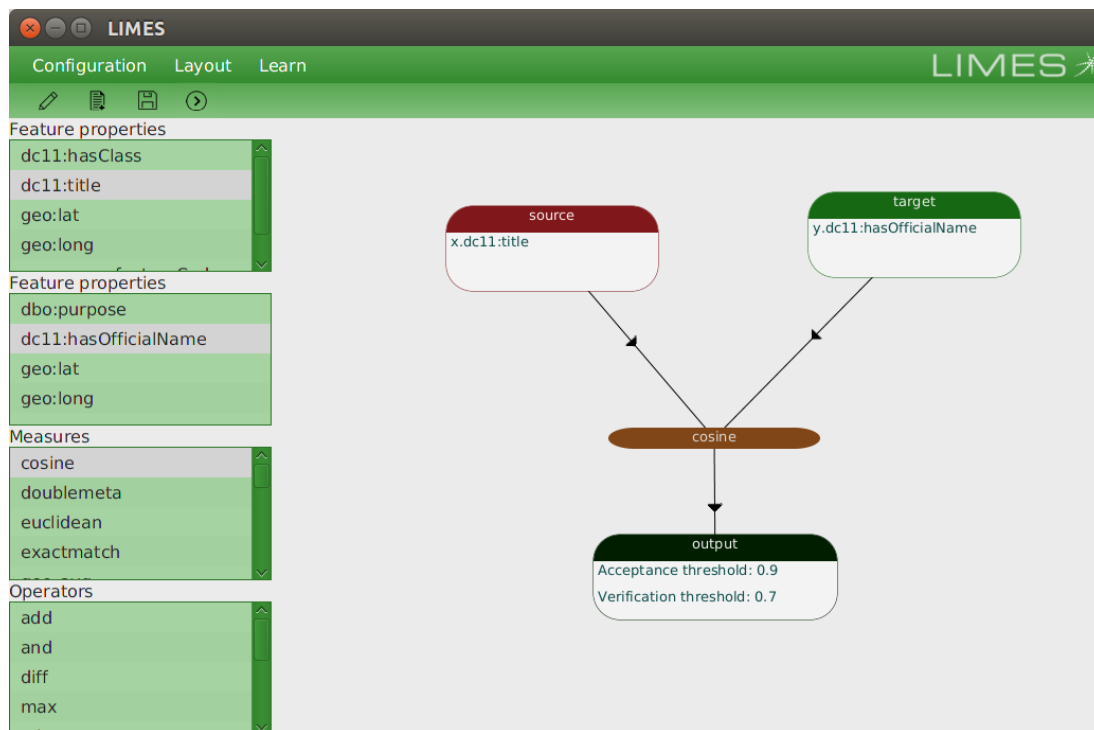 LIMES
Configuration Layout Learn
LIMES
Feature properties
dc11:hasClass
dc11:title
geo:lat
geo:long
Feature properties
dbo:purpose
dc11:hasOfficialName
geo:lat
geo:long
Measures
cosine
doublemeta
euclidean
exactmatch
Operators
add
and
diff
max
source
x.dc11:title
target
y.dc11:hasOfficialName
cosine
output
Acceptance threshold: 0.9
Verification threshold: 0.7